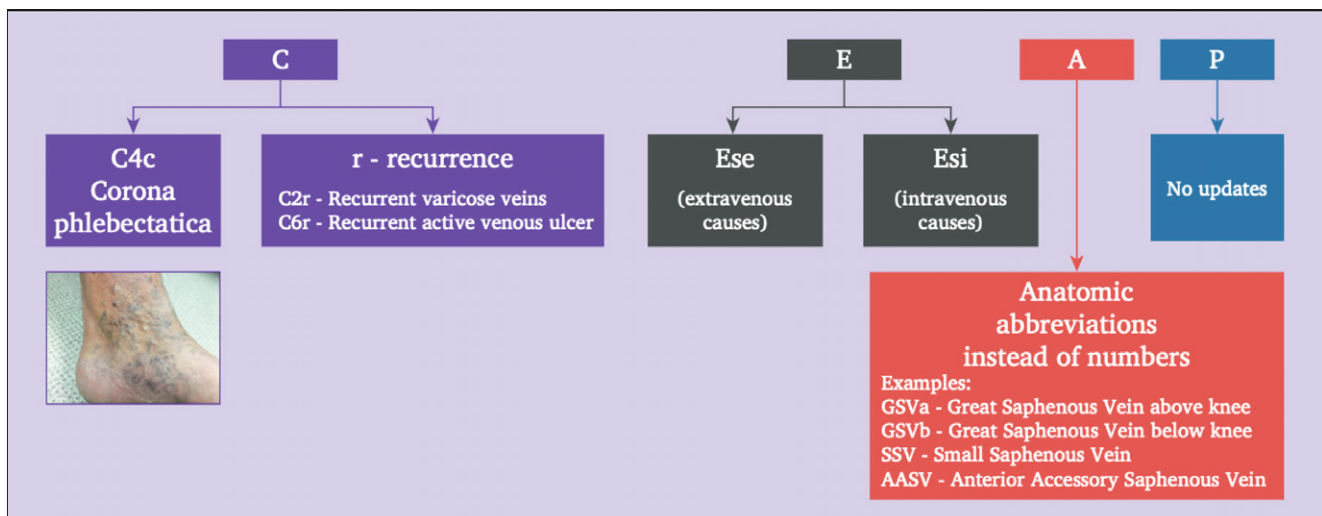 C
E
A
P
C4c
Corona
phlebectatica
r - recurrence
C2r - Recurrent varicose veins
C6r - Recurrent active venous ulcer
Ese
(extravenous
causes)
Esi
(intravenous
causes)
No updates
Anatomic
abbreviations
instead of numbers
Examples:
GSVa - Great Saphenous Vein above knee
GSVb - Great Saphenous Vein below knee
SSV - Small Saphenous Vein
AASV - Anterior Accessory Saphenous Vein